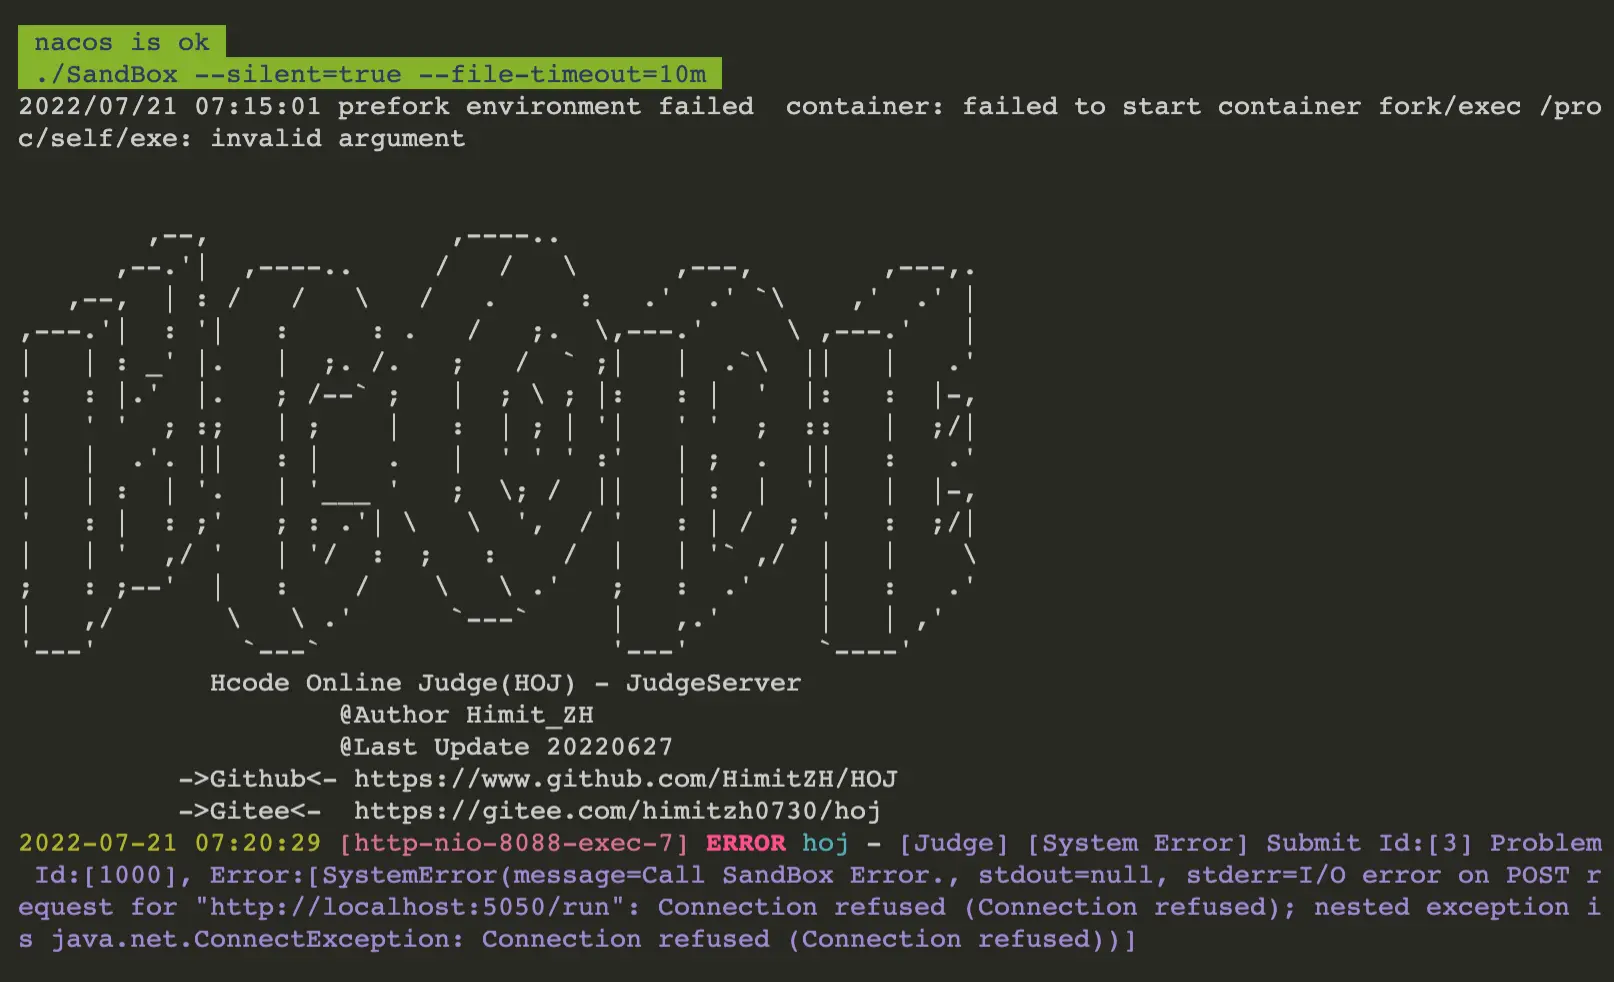 nacos is ok
./SandBox --silent=true --file-timeout=10m
2022/07/21 07:15:01 prefork environment failed  container: failed to start container fork/exec /pro
c/self/exe: invalid argument
Hcode Online Judge(HOJ) - JudgeServer
@Author Himit_ZH
@Last Update 20220627
->Github<- https://www.github.com/HimitZH/HOJ
->Gitee<-  https://gitee.com/himitzh0730/hoj
2022-07-21 07:20:29 [http-nio-8088-exec-7] ERROR hoj - [Judge] [System Error] Submit Id:[3] Problem
Id:[1000], Error:[SystemError(message=Call SandBox Error., stdout=null, stderr=I/O error on POST r
equest for "http://localhost:5050/run": Connection refused (Connection refused); nested exception i
s java.net.ConnectException: Connection refused (Connection refused))]